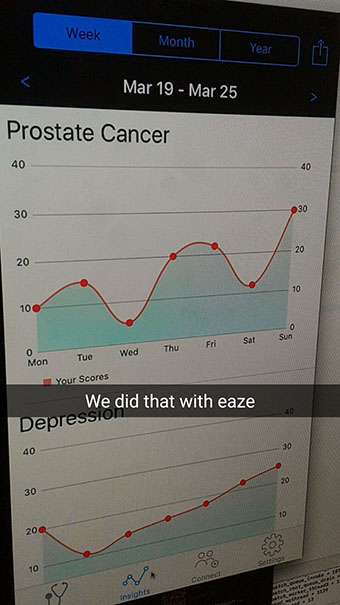 Week Month Year
Mar 19 - Mar 25
Prostate Cancer
40 40
30 30
20 20
10 10
0 0
Mon Tue Wed Thu Fri Sat Sun
Your Scores
We did that with eaze
Depression
40 40
30 30
20 20
10 10
Insights Connect Settings